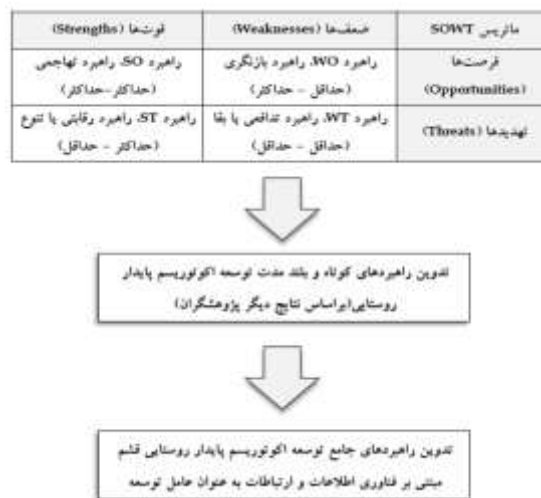 ماتریس SOWT ضعف‌ها (Weaknesses) قوت‌ها (Strengths)
فرصت‌ها (Opportunities) راهبرد WO، راهبرد بازنگری (حداقل - حداکثر) راهبرد SO، راهبرد تهاجمی (حداکثر-حداکثر)
تهدیدها (Threats) راهبرد WT، راهبرد تدافعی یا بقا (حداقل - حداقل) راهبرد ST، راهبرد رقابتی یا تنوع (حداکثر - حداقل)
تدوین راهبردهای کوتاه و بلند مدت توسعه اکوتوریسم پایدار
روستایی(براساس نتایج دیگر پژوهشگران)
تدوین راهبردهای جامع توسعه اکوتوریسم پایدار روستایی قشم
مبتنی بر فناوری اطلاعات و ارتباطات به عنوان عامل توسعه